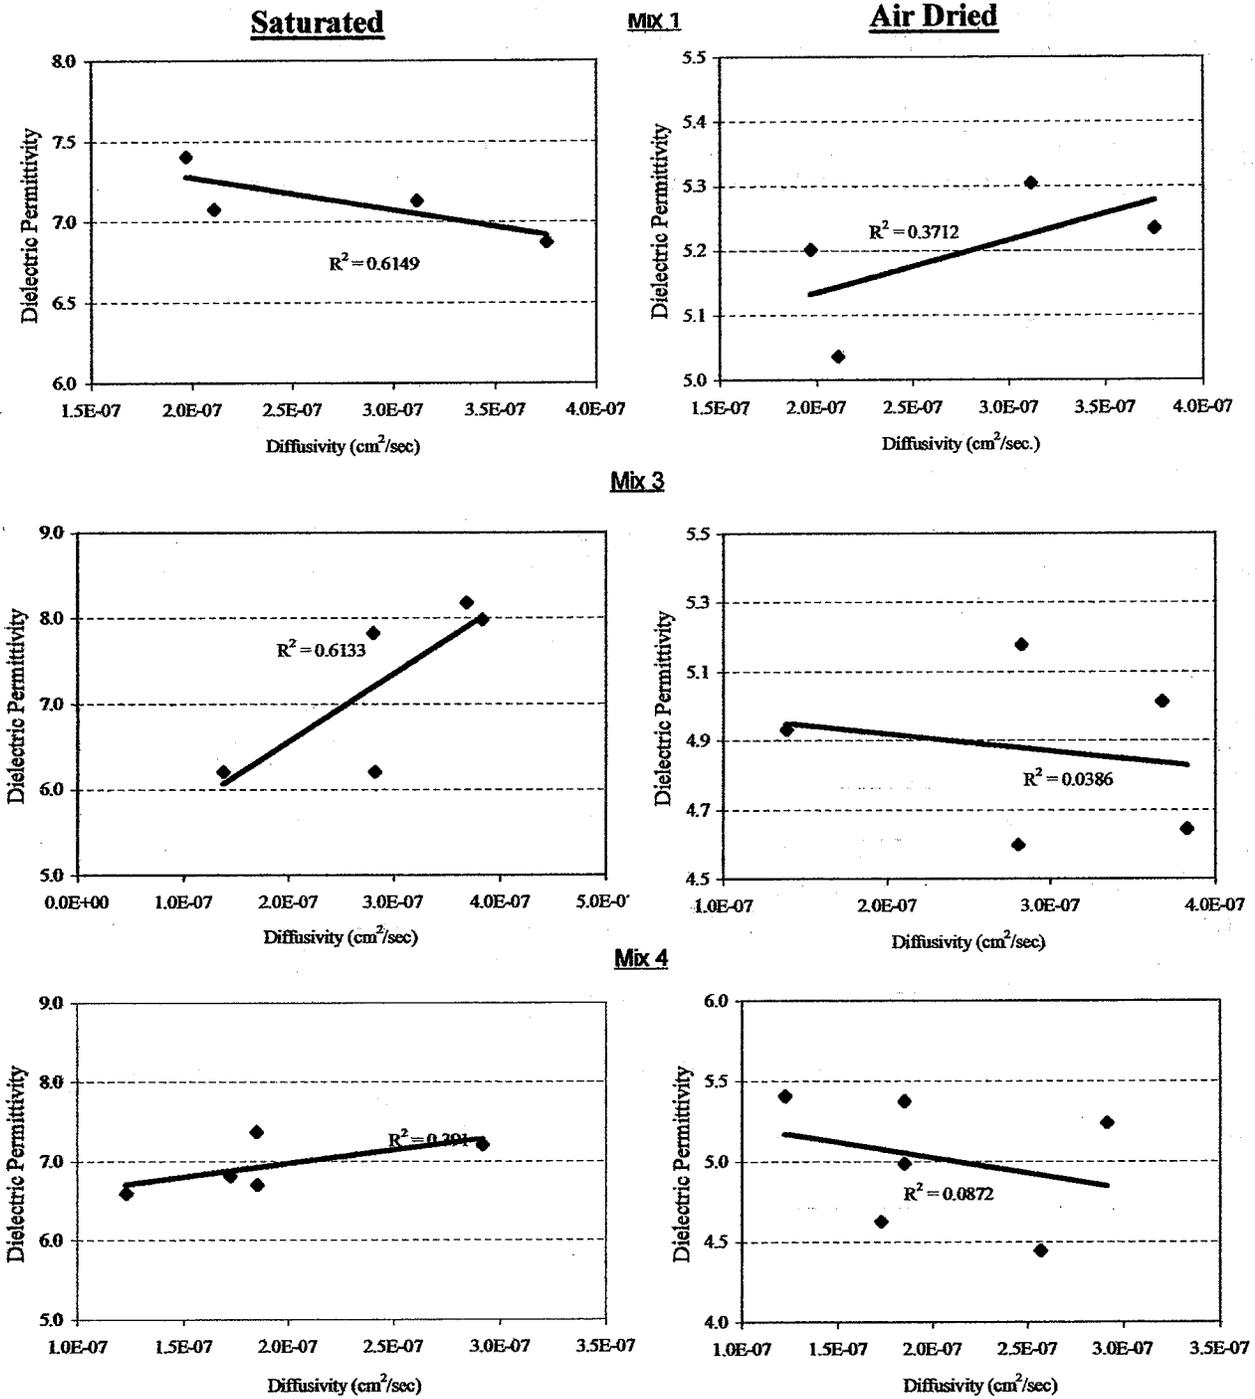 Saturated
Mix 1
Air Dried
8.0
7.5
7.0
6.5
6.0
Dielectric Permittivity
R² = 0.6149
1.5E-07 2.0E-07 2.5E-07 3.0E-07 3.5E-07 4.0E-07
Diffusivity (cm²/sec)
5.5
5.4
5.3
5.2
5.1
5.0
Dielectric Permittivity
R² = 0.3712
1.5E-07 2.0E-07 2.5E-07 3.0E-07 3.5E-07 4.0E-07
Diffusivity (cm²/sec.)
Mix 3
9.0
8.0
7.0
6.0
5.0
Dielectric Permittivity
R² = 0.6133
0.0E+00 1.0E-07 2.0E-07 3.0E-07 4.0E-07 5.0E-0
Diffusivity (cm²/sec)
5.5
5.3
5.1
4.9
4.7
4.5
Dielectric Permittivity
R² = 0.0386
1.0E-07 2.0E-07 3.0E-07 4.0E-07
Diffusivity (cm²/sec)
Mix 4
9.0
8.0
7.0
6.0
5.0
Dielectric Permittivity
R² = 0.391
1.0E-07 1.5E-07 2.0E-07 2.5E-07 3.0E-07 3.5E-07
Diffusivity (cm²/sec)
6.0
5.5
5.0
4.5
4.0
Dielectric Permittivity
R² = 0.0872
1.0E-07 1.5E-07 2.0E-07 2.5E-07 3.0E-07 3.5E-07
Diffusivity (cm²/sec)